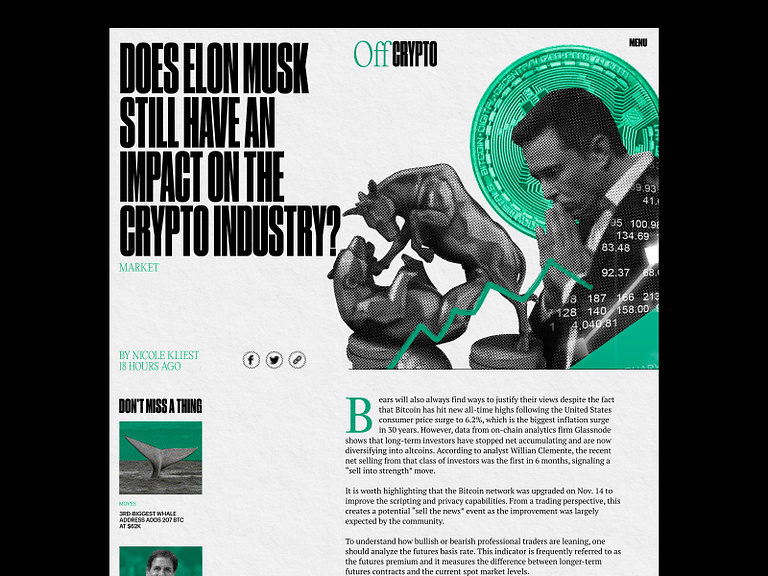 DOES ELON MUSK
STILL HAVE AN
IMPACT ON THE
CRYPTO INDUSTRY?
MARKET
Off CRYPTO
MENU
BITCOIN
DIGITAL
39.93
41.
95 100.98
134.69
83.48
92.37 68.
8 187 166 213
128 140 158.00 9
1 4,040.81
BY NICOLE KLIEST
18 HOURS AGO
DON'T MISS A THING
MOVES
3RD-BIGGEST WHALE
ADDRESS ADDS 207 BTC
AT $62K
Bears will also always find ways to justify their views despite the fact
that Bitcoin has hit new all-time highs following the United States
consumer price surge to 6.2%, which is the biggest inflation surge
in 30 years. However, data from on-chain analytics firm Glassnode
shows that long-term investors have stopped net accumulating and are now
diversifying into altcoins. According to analyst Willian Clemente, the recent
net selling from that class of investors was the first in 6 months, signaling a
“sell into strength” move.
It is worth highlighting that the Bitcoin network was upgraded on Nov. 14 to
improve the scripting and privacy capabilities. From a trading perspective, this
creates a potential “sell the news” event as the improvement was largely
expected by the community.
To understand how bullish or bearish professional traders are leaning, one
should analyze the futures basis rate. This indicator is frequently referred to as
the futures premium and it measures the difference between longer-term
futures contracts and the current spot market levels.